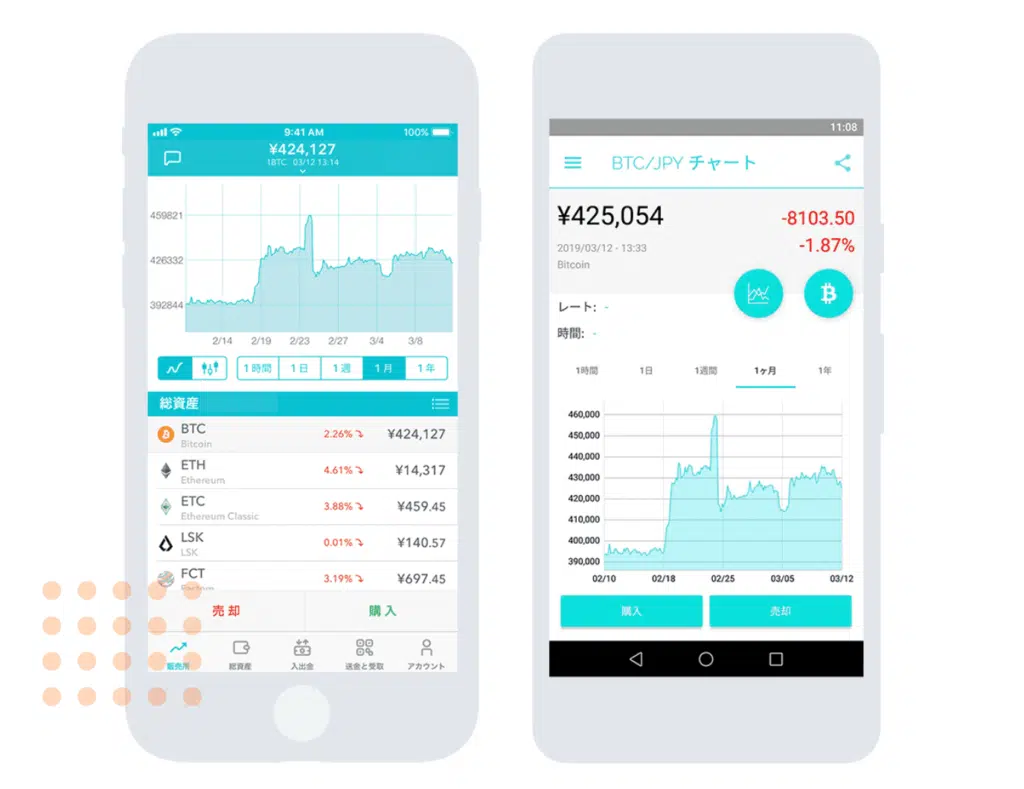 9:41 AM 100%
¥424,127
1BTC 03/12 13:14
459821
426332
392844
2/14 2/19 2/23 2/27 3/4 3/8
1時間 1日 1週 1月 1年
総資産
BTC 2.26% ¥424,127
Bitcoin
ETH 4.61% ¥14,317
Ethereum
ETC 3.88% ¥459.45
Ethereum Classic
LSK 0.01% ¥140.57
LSK
FCT 3.19% ¥697.45
売却 購入
販売所 総資産 入出金 送金と受取 アカウント
11:08
BTC/JPY チャート
¥425,054 -8103.50
2019/03/12 - 13:33 -1.87%
Bitcoin
レート: -
時間: -
1時間 1日 1週間 1ヶ月 1年
460,000
450,000
440,000
430,000
420,000
410,000
400,000
390,000
02/10 02/18 02/25 03/05 03/12
購入 売却